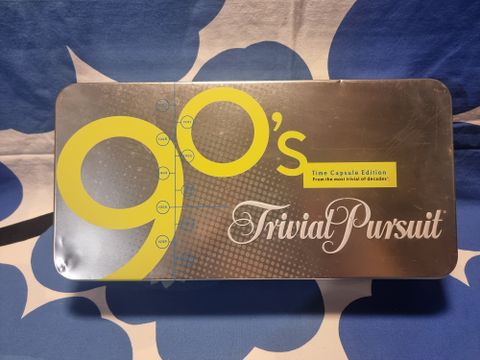 90's
Time Capsule Edition
From the most trivial of decades
Trivial Pursuit